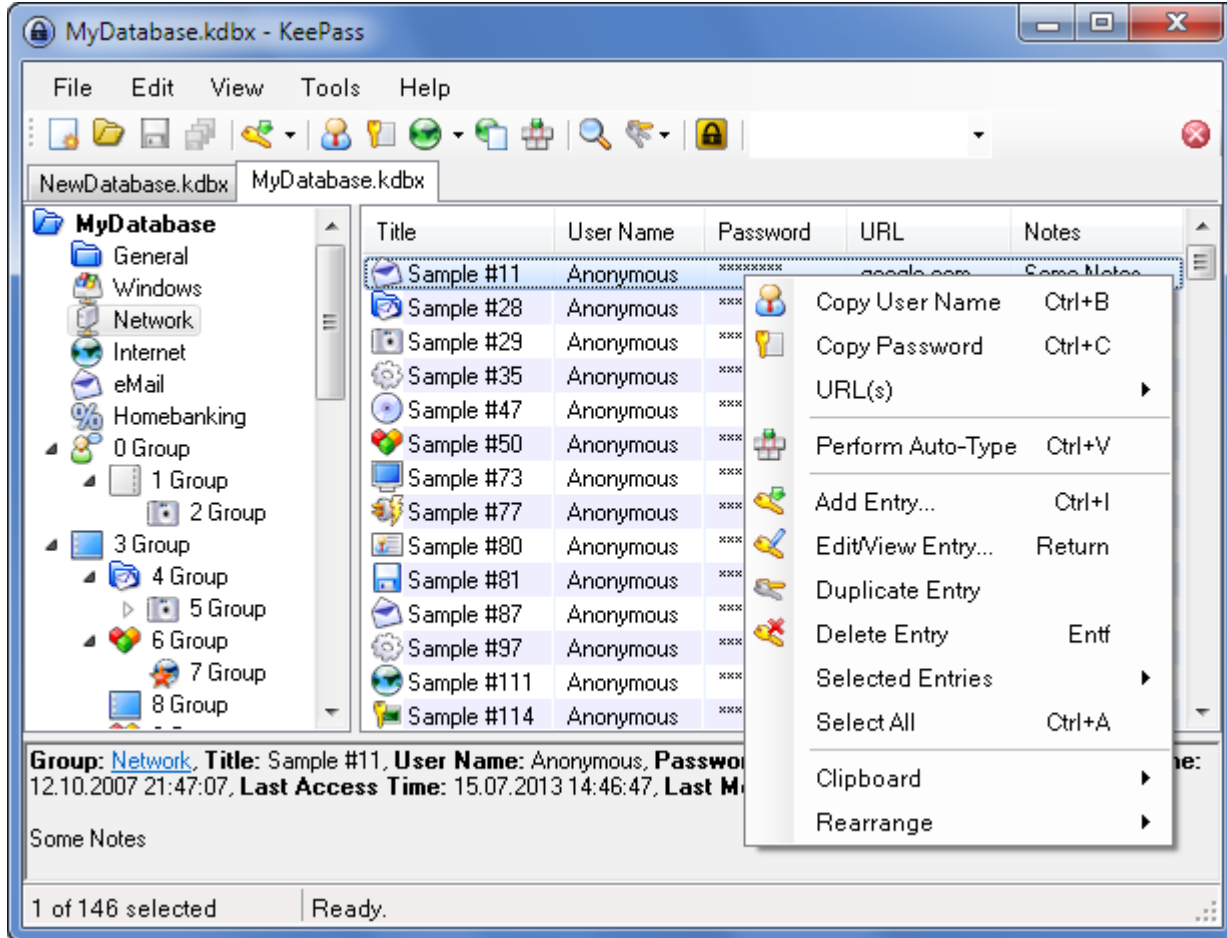 MyDatabase.kdbx - KeePass
File Edit View Tools Help
NewDatabase.kdbx MyDatabase.kdbx
MyDatabase
General
Windows
Network
Internet
eMail
Homebanking
0 Group
1 Group
2 Group
3 Group
4 Group
5 Group
6 Group
7 Group
8 Group
Title User Name Password URL Notes
Sample #11 Anonymous ******** google.com Some Notes
Sample #28 Anonymous ***
Sample #29 Anonymous ***
Sample #35 Anonymous ***
Sample #47 Anonymous ***
Sample #50 Anonymous ***
Sample #73 Anonymous ***
Sample #77 Anonymous ***
Sample #80 Anonymous ***
Sample #81 Anonymous ***
Sample #87 Anonymous ***
Sample #97 Anonymous ***
Sample #111 Anonymous ***
Sample #114 Anonymous ***
Copy User Name Ctrl+B
Copy Password Ctrl+C
URL(s)
Perform Auto-Type Ctrl+V
Add Entry... Ctrl+I
Edit/View Entry... Return
Duplicate Entry
Delete Entry Entf
Selected Entries
Select All Ctrl+A
Clipboard
Rearrange
Group: Network, Title: Sample #11, User Name: Anonymous,
12.10.2007 21:47:07, Last Access Time: 15.07.2013 14:46:47, Last
Some Notes
1 of 146 selected Ready.